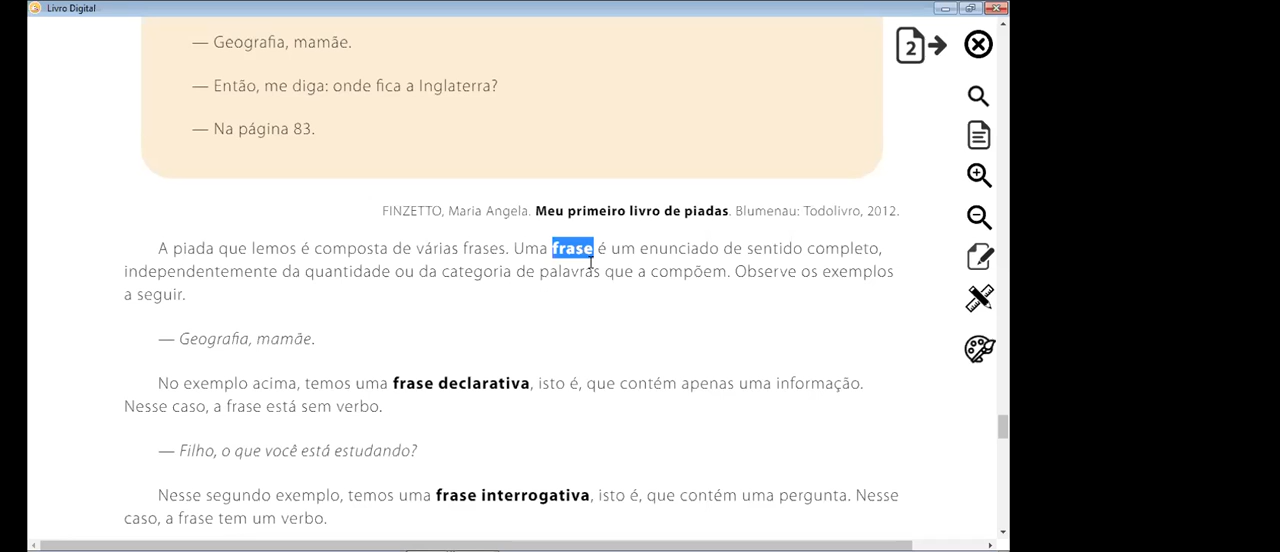 Livro Digital
— Geografia, mamãe.
— Então, me diga: onde fica a Inglaterra?
— Na página 83.
2
FINZETTO, Maria Angela. Meu primeiro livro de piadas. Blumenau: Todolivro, 2012.
A piada que lemos é composta de várias frases. Uma frase é um enunciado de sentido completo,
independentemente da quantidade ou da categoria de palavras que a compõem. Observe os exemplos
a seguir.
— Geografia, mamãe.
No exemplo acima, temos uma frase declarativa, isto é, que contém apenas uma informação.
Nesse caso, a frase está sem verbo.
— Filho, o que você está estudando?
Nesse segundo exemplo, temos uma frase interrogativa, isto é, que contém uma pergunta. Nesse
caso, a frase tem um verbo.